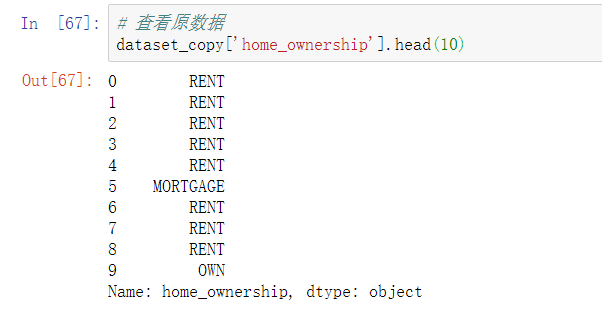 In [67]: # 查看原数据
dataset_copy['home_ownership'].head(10)
Out[67]: 0 RENT
1 RENT
2 RENT
3 RENT
4 RENT
5 MORTGAGE
6 RENT
7 RENT
8 RENT
9 OWN
Name: home_ownership, dtype: object